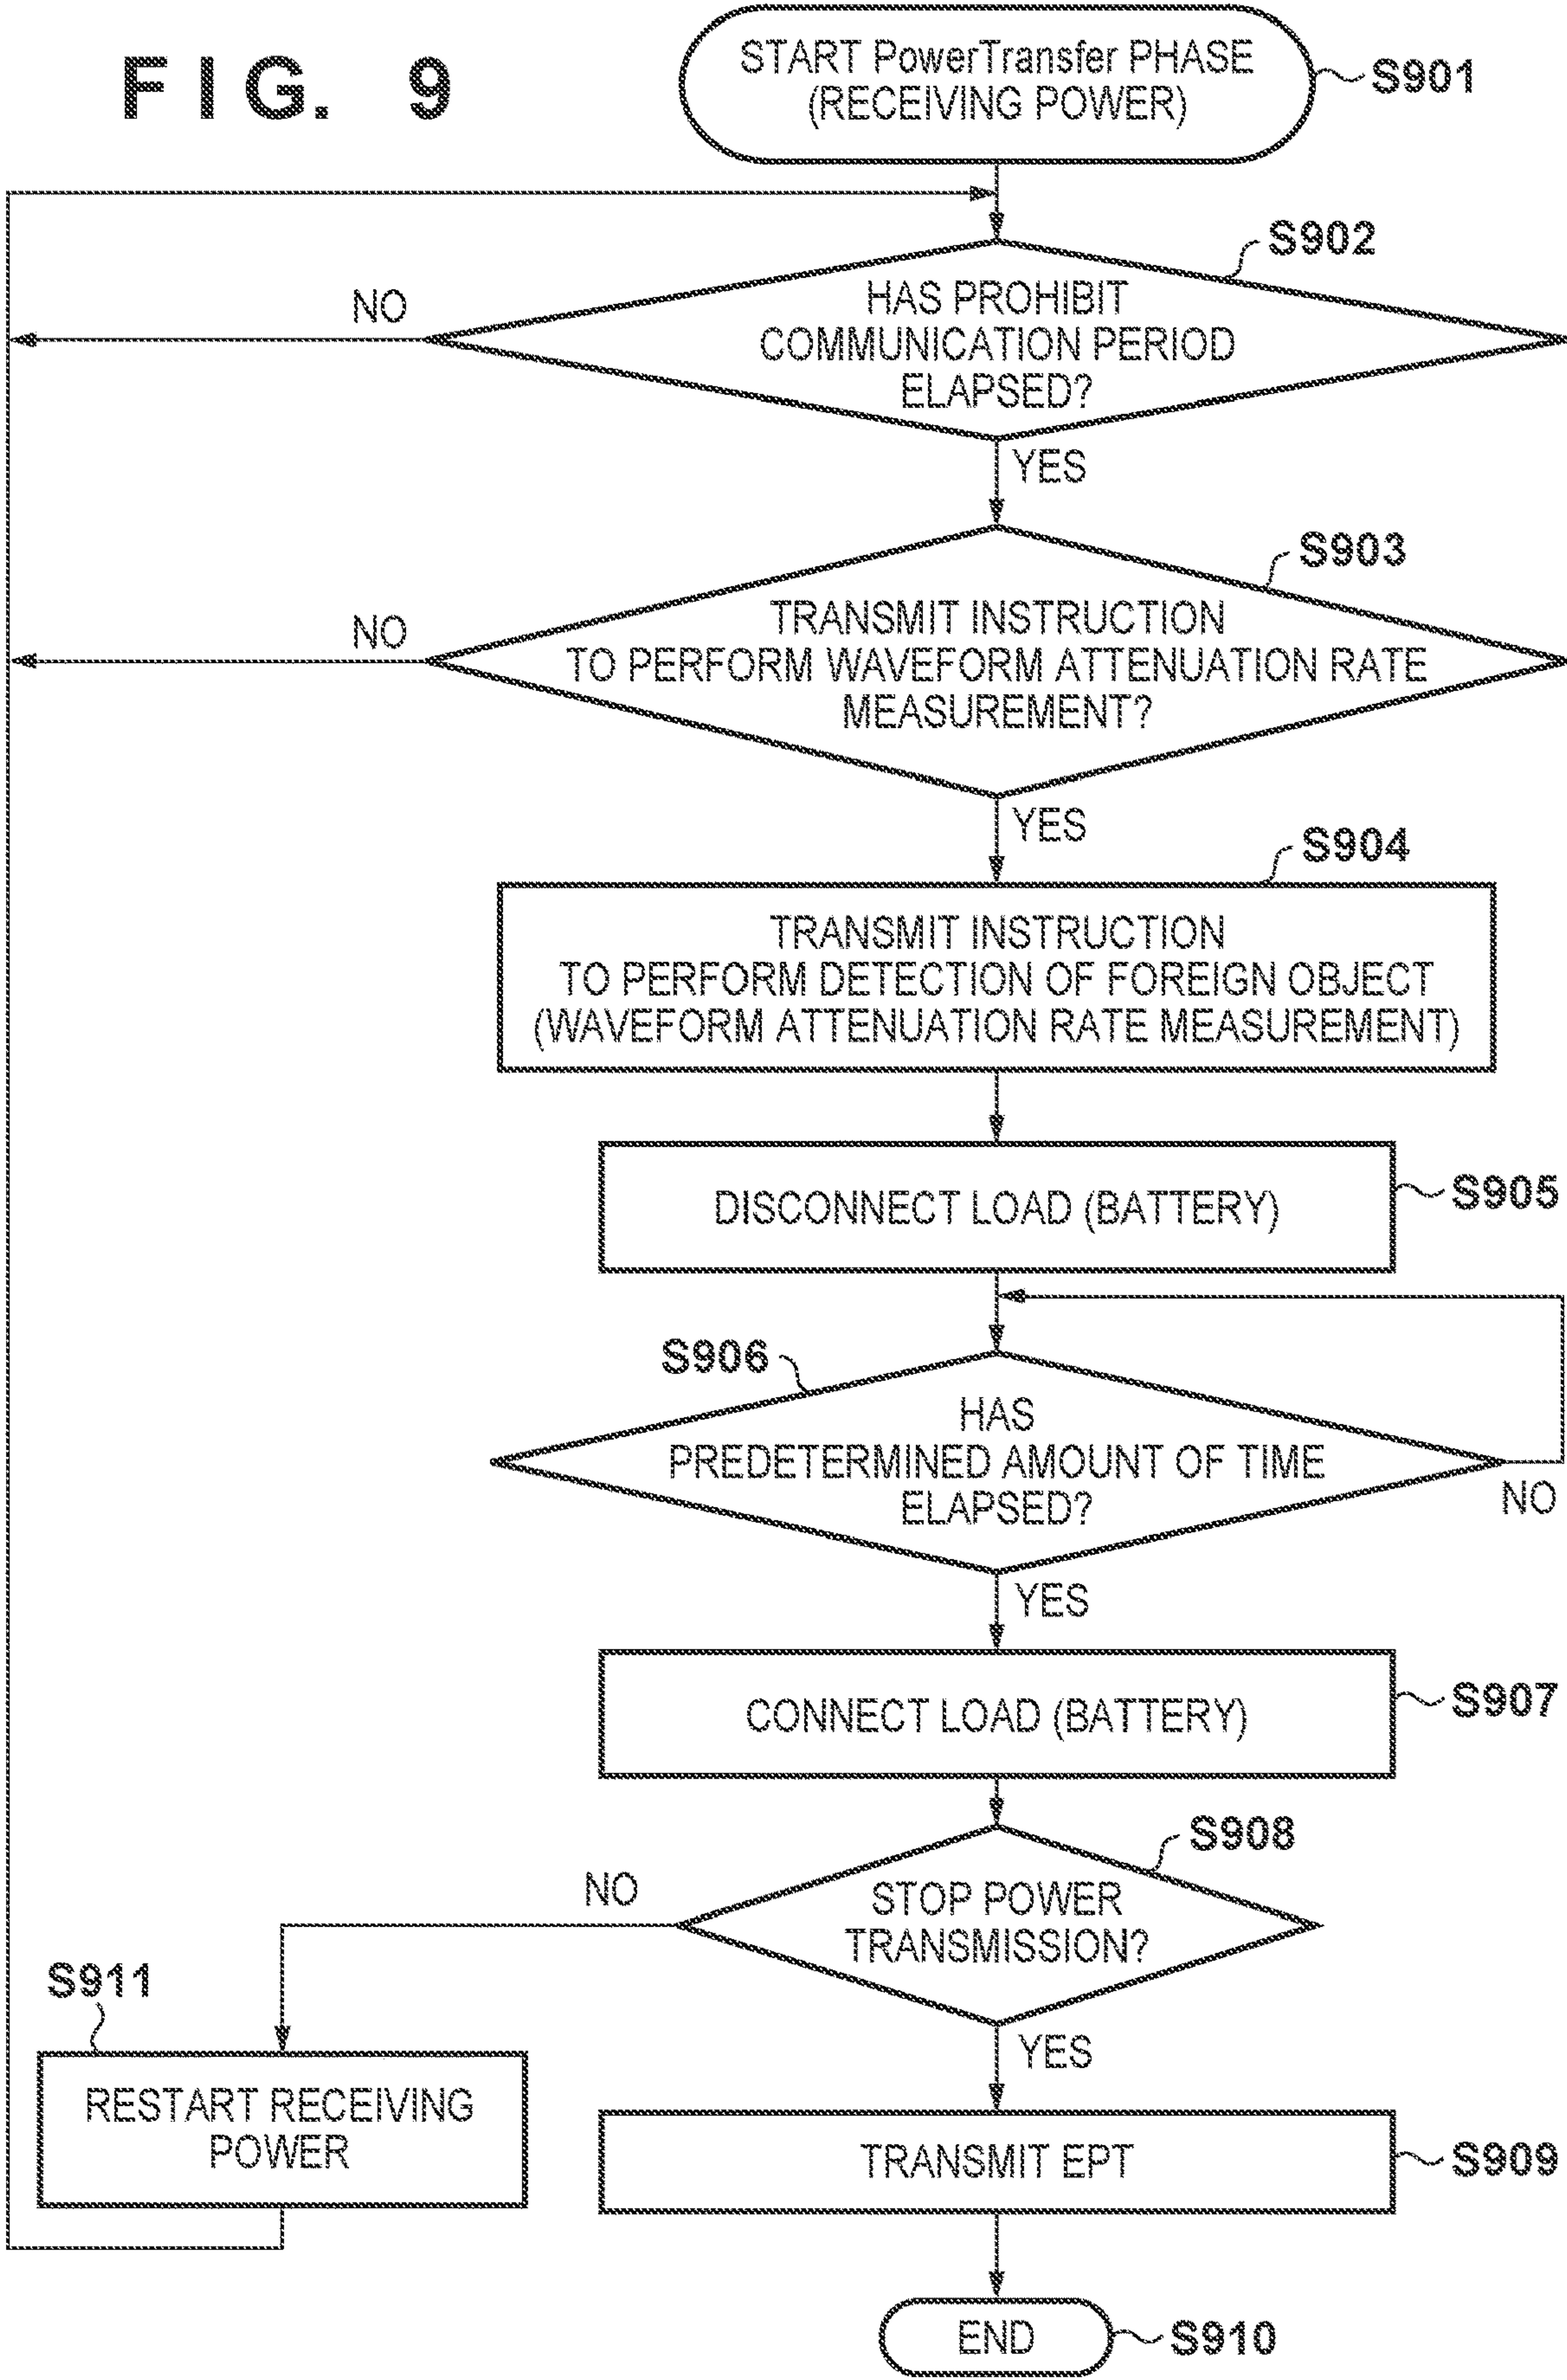 FIG. 9
START PowerTransfer PHASE
(RECEIVING POWER)
S901
S902
NO
HAS PROHIBIT
COMMUNICATION PERIOD
ELAPSED?
YES
S903
NO
TRANSMIT INSTRUCTION
TO PERFORM WAVEFORM ATTENUATION RATE
MEASUREMENT?
YES
S904
TRANSMIT INSTRUCTION
TO PERFORM DETECTION OF FOREIGN OBJECT
(WAVEFORM ATTENUATION RATE MEASUREMENT)
DISCONNECT LOAD (BATTERY)
S905
S906
HAS
PREDETERMINED AMOUNT OF TIME
ELAPSED?
NO
YES
CONNECT LOAD (BATTERY)
S907
S908
NO
STOP POWER
TRANSMISSION?
YES
S911
RESTART RECEIVING
POWER
TRANSMIT EPT
S909
END
S910